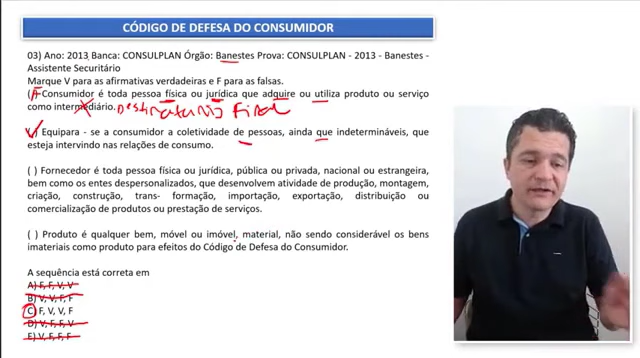 CÓDIGO DE DEFESA DO CONSUMIDOR
03) Ano: 2013 Banca: CONSULPLAN Órgão: Banestes Prova: CONSULPLAN - 2013 - Banestes -
Assistente Securitário
Marque V para as afirmativas verdadeiras e F para as falsas.
(F) Consumidor é toda pessoa física ou jurídica que adquire ou utiliza produto ou serviço
como intermediário. Destinatário Final
(V) Equipara - se a consumidor a coletividade de pessoas, ainda que indetermináveis, que
esteja intervindo nas relações de consumo.
( ) Fornecedor é toda pessoa física ou jurídica, pública ou privada, nacional ou estrangeira,
bem como os entes despersonalizados, que desenvolvem atividade de produção, montagem,
criação, construção, trans- formação, importação, exportação, distribuição ou
comercialização de produtos ou prestação de serviços.
( ) Produto é qualquer bem, móvel ou imóvel, material, não sendo considerável os bens
imateriais como produto para efeitos do Código de Defesa do Consumidor.
A sequência está correta em
A) F, F, V, V
B) V, V, F, F
C) F, V, V, F
D) V, F, F, V
E) V, F, F, F